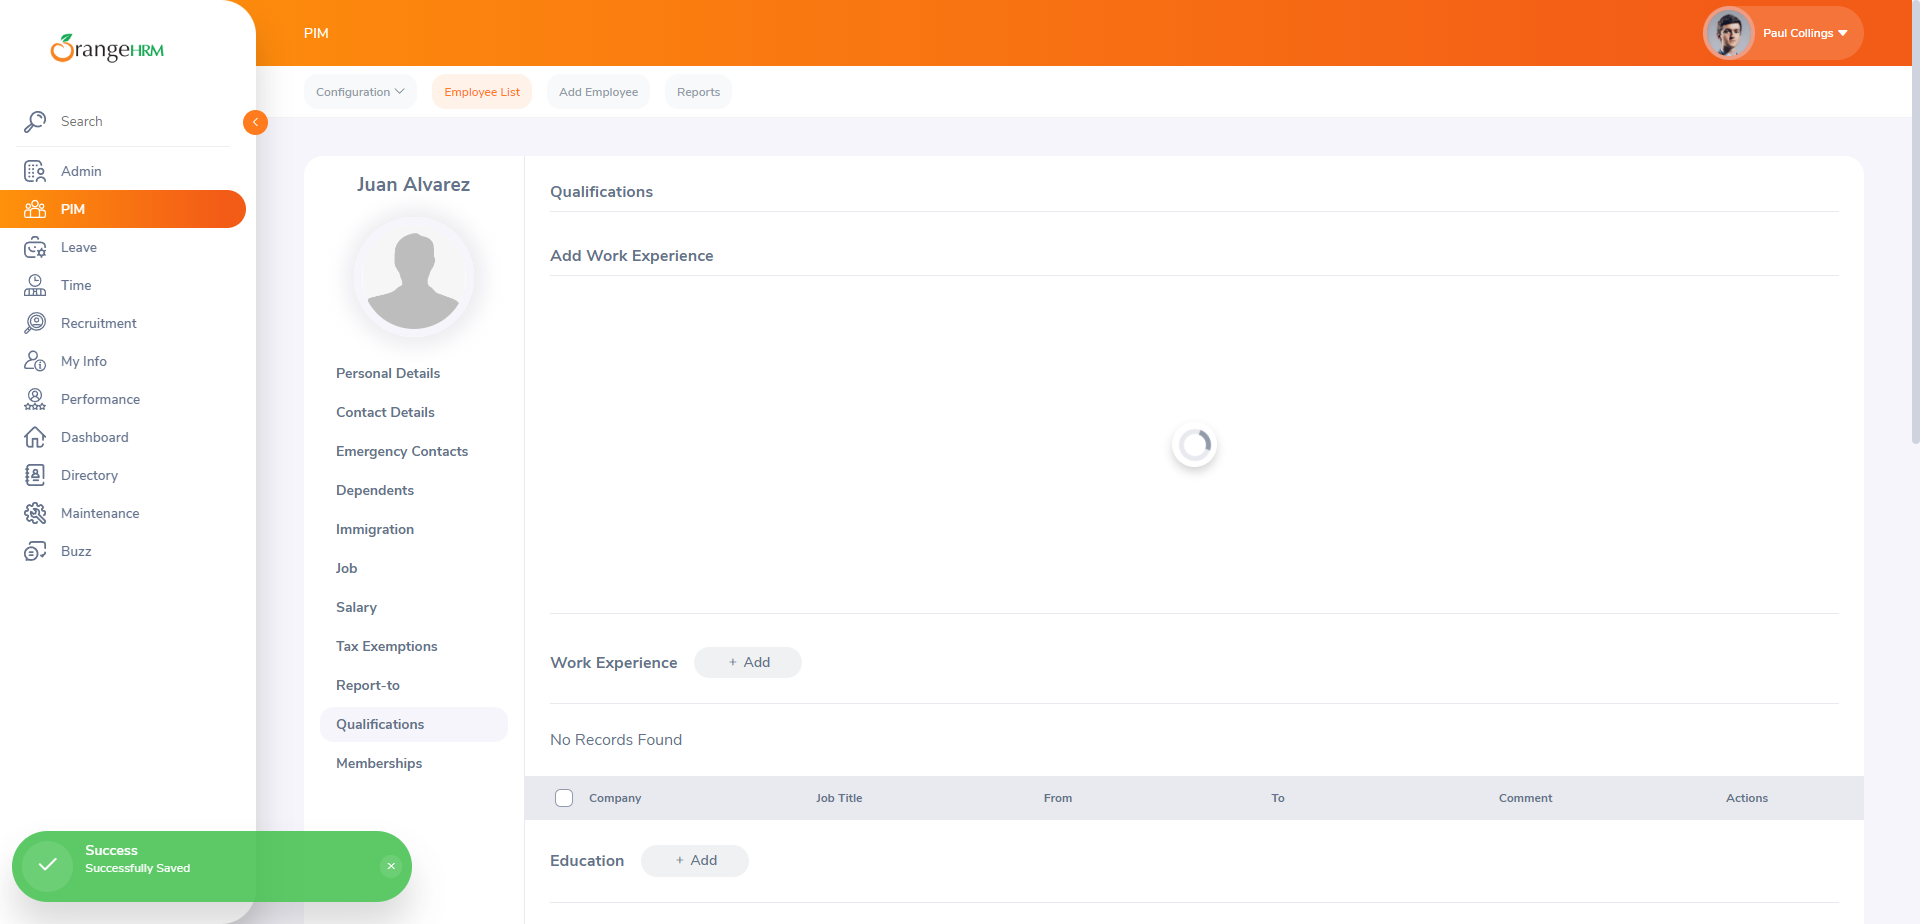 OrangeHRM
PIM
Paul Collings
Configuration
Employee List
Add Employee
Reports
Search
Admin
PIM
Leave
Time
Recruitment
My Info
Performance
Dashboard
Directory
Maintenance
Buzz
Juan Alvarez
Personal Details
Contact Details
Emergency Contacts
Dependents
Immigration
Job
Salary
Tax Exemptions
Report-to
Qualifications
Memberships
Qualifications
Add Work Experience
Work Experience
+ Add
No Records Found
Company Job Title From To Comment Actions
Education
+ Add
Success
Successfully Saved